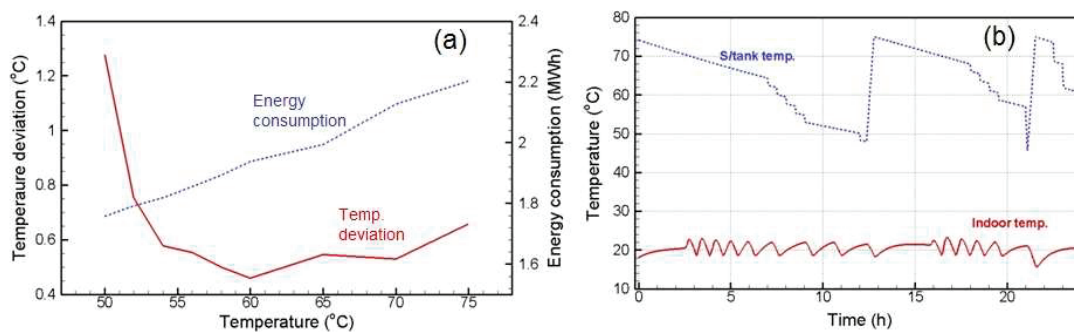 (a)
Temperaure deviation (°C)
1.4
1.2
1
0.8
0.6
0.4
Energy
consumption
Temp.
deviation
50
55
60
65
70
75
Temperature (°C)
2.4
2.2
2
1.8
1.6
Energy consumption (MWh)
(b)
Temperature (°C)
80
70
60
50
40
30
20
10
S/tank temp.
Indoor temp.
0
5
10
15
20
Time (h)